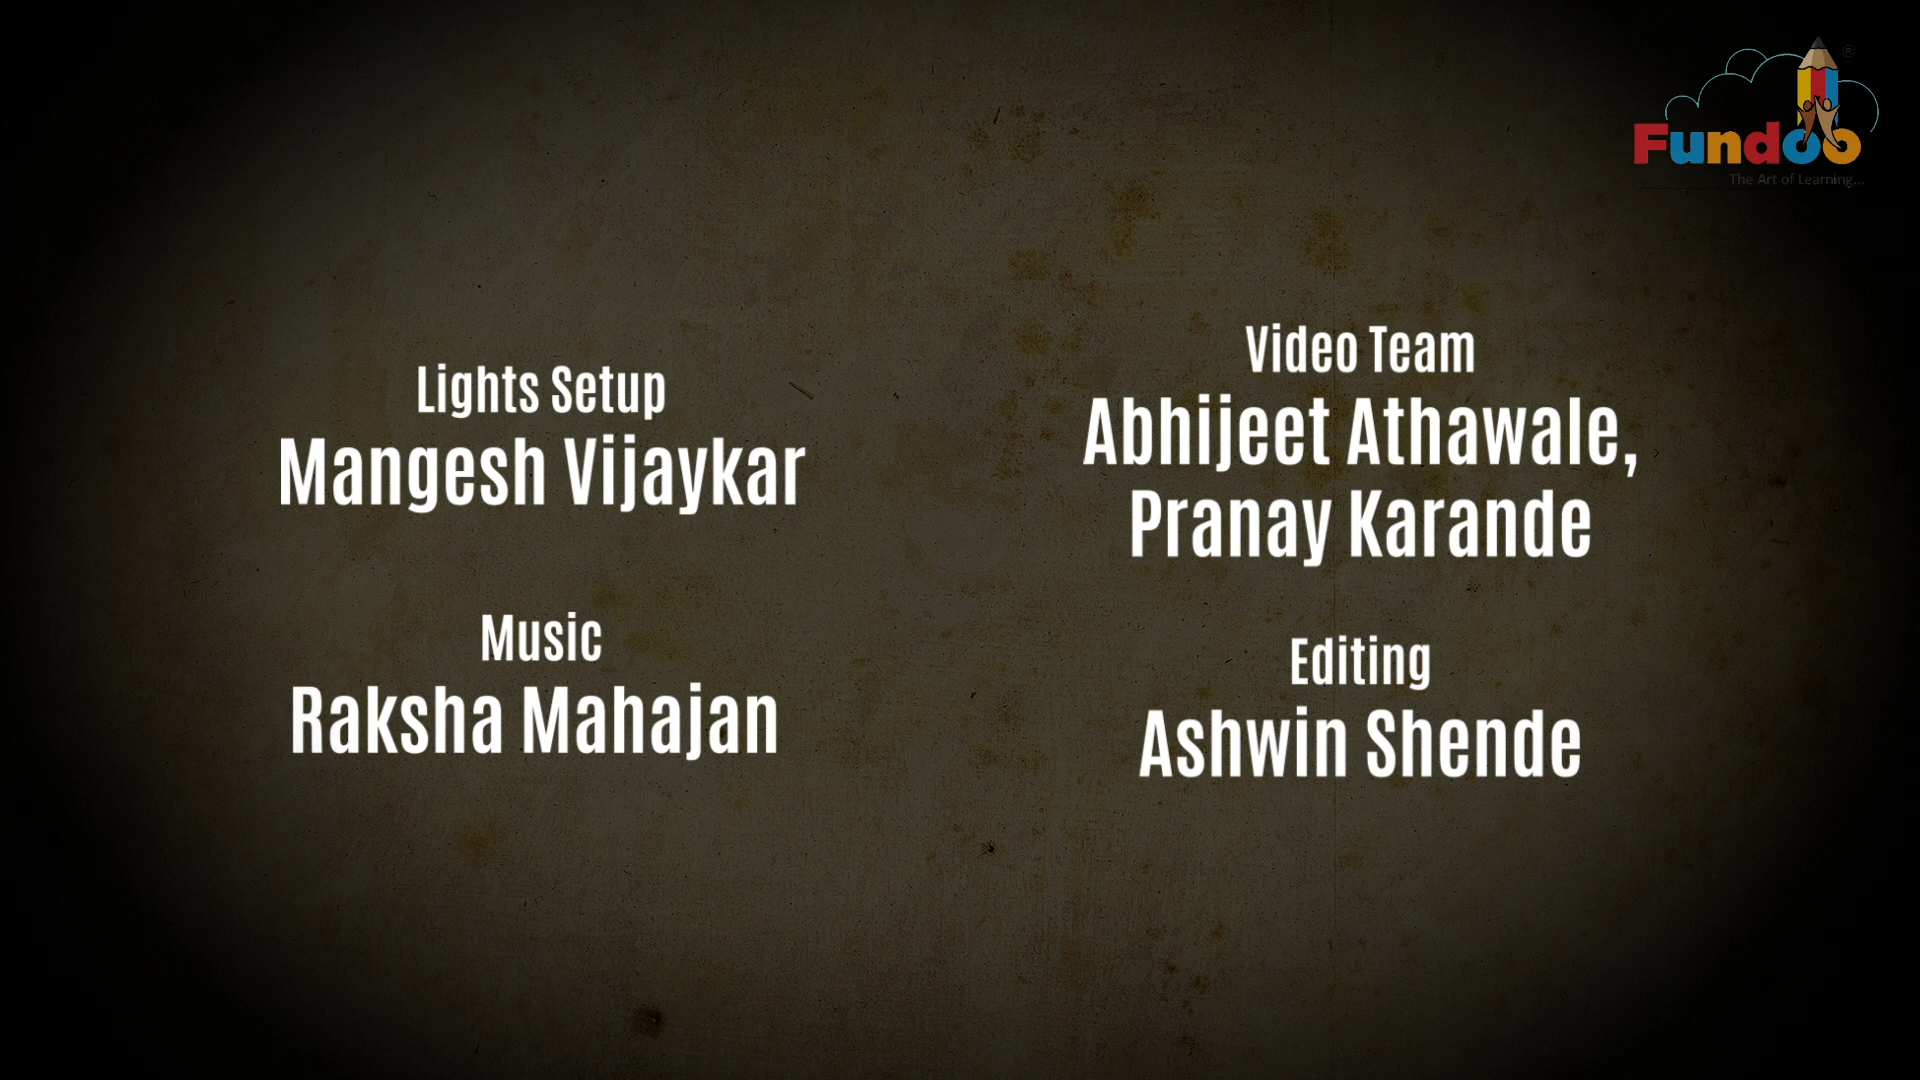 Fundoo
®
The Art of Learning...
Lights Setup
Mangesh Vijaykar
Music
Raksha Mahajan
Video Team
Abhijeet Athawale,
Pranay Karande
Editing
Ashwin Shende